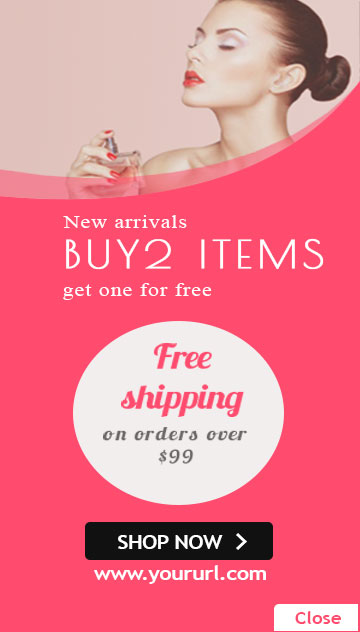 New arrivals
BUY2 ITEMS
get one for free
Free
shipping
on orders over
$99
SHOP NOW
www.yoururl.com
Close